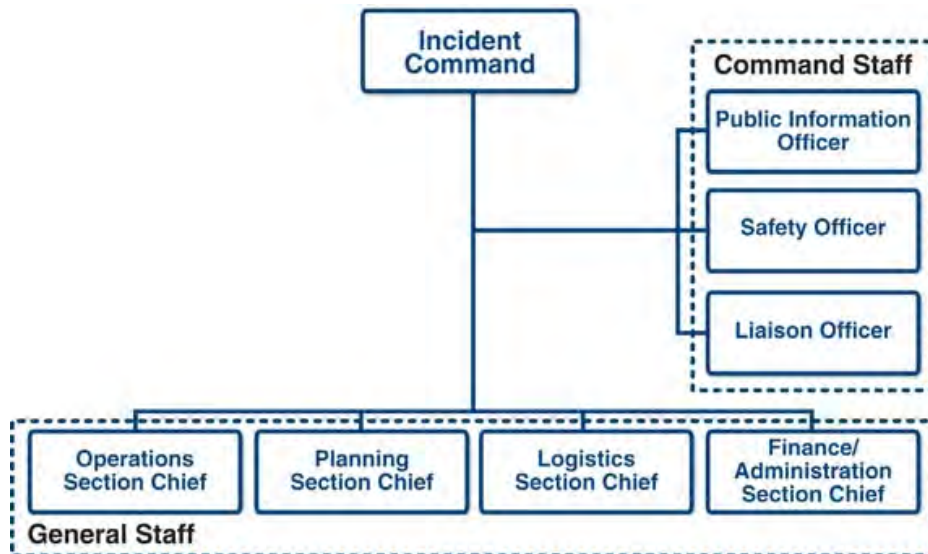 Incident
Command
Command Staff
Public Information
Officer
Safety Officer
Liaison Officer
Operations
Section Chief
Planning
Section Chief
Logistics
Section Chief
Finance/
Administration
Section Chief
General Staff